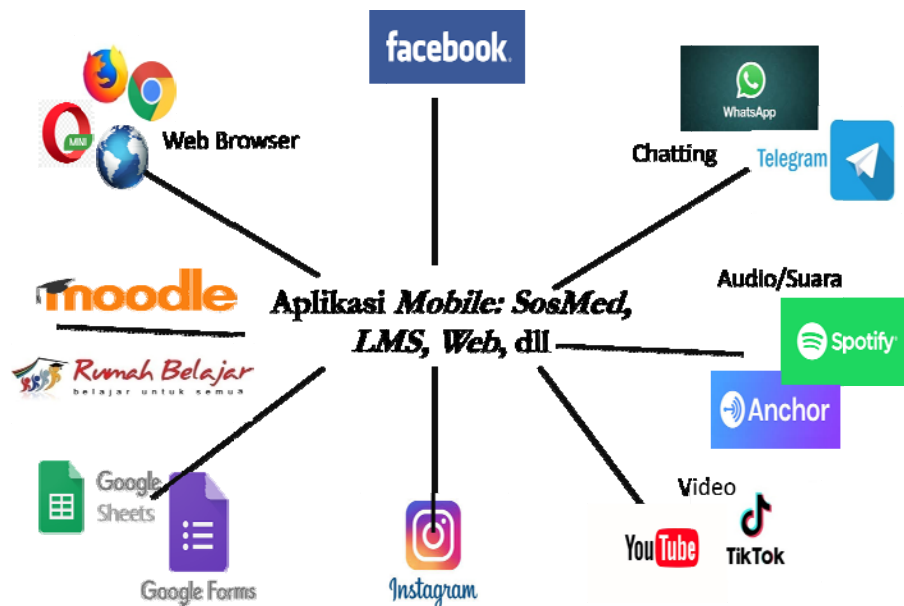 facebook.
WhatsApp
MINI
Web Browser
Chatting
Telegram
moodle
Aplikasi Mobile: SosMed,
LMS, Web, dll
Audio/Suara
Spotify
Rumah Belajar
belajar untuk semua
Anchor
Google
Sheets
Google Forms
Instagram
Video
YouTube
TikTok